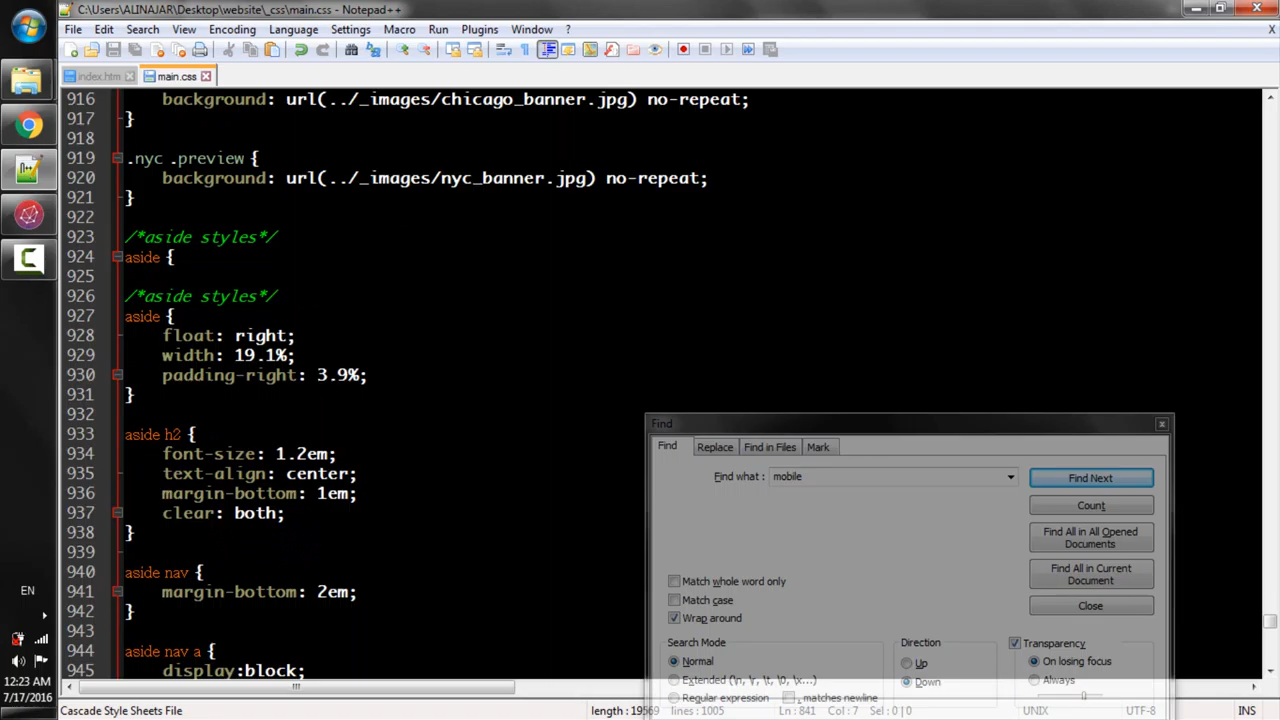 C:\Users\ALINAJAR\Desktop\website\_css\main.css - Notepad++
File Edit Search View Encoding Language Settings Macro Run Plugins Window ? X
index.htm main.css
916 background: url(../_images/chicago_banner.jpg) no-repeat;
917 }
918
919 .nyc .preview {
920 background: url(../_images/nyc_banner.jpg) no-repeat;
921 }
922
923 /*aside styles*/
924 aside {
925
926 /*aside styles*/
927 aside {
928 float: right;
929 width: 19.1%;
930 padding-right: 3.9%;
931 }
932
933 aside h2 {
934 font-size: 1.2em;
935 text-align: center;
936 margin-bottom: 1em;
937 clear: both;
938 }
939
940 aside nav {
941 margin-bottom: 2em;
942 }
943
944 aside nav a {
945 display:block;
Find
Find Replace Find in Files Mark
Find what : mobile
Find Next
Count
Find All in All Opened Documents
Find All in Current Document
Close
Match whole word only
Match case
Wrap around
Search Mode
Normal
Extended (\n, \r, \t, \0, \x...)
Regular expression . matches newline
Direction
Up
Down
Transparency
On losing focus
Always
EN
12:23 AM
7/17/2016
Cascade Style Sheets File length : 19569 lines : 1005 Ln : 841 Col : 7 Sel : 0 | 0 UNIX UTF-8 INS